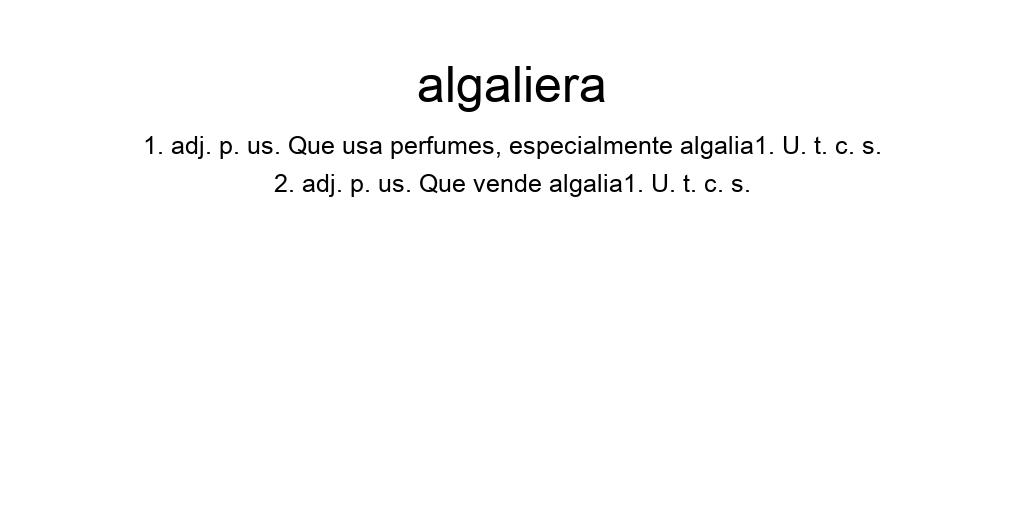 algaliera
1. adj. p. us. Que usa perfumes, especialmente algalia1. U. t. c. s.
2. adj. p. us. Que vende algalia1. U. t. c. s.